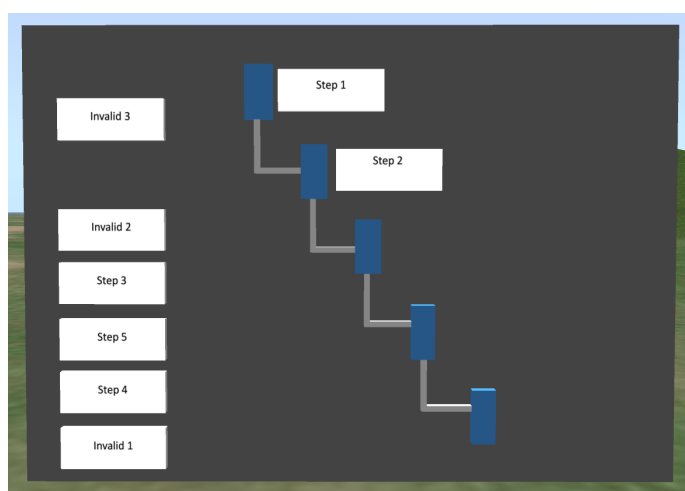 Step 1
Invalid 3
Step 2
Invalid 2
Step 3
Step 5
Step 4
Invalid 1